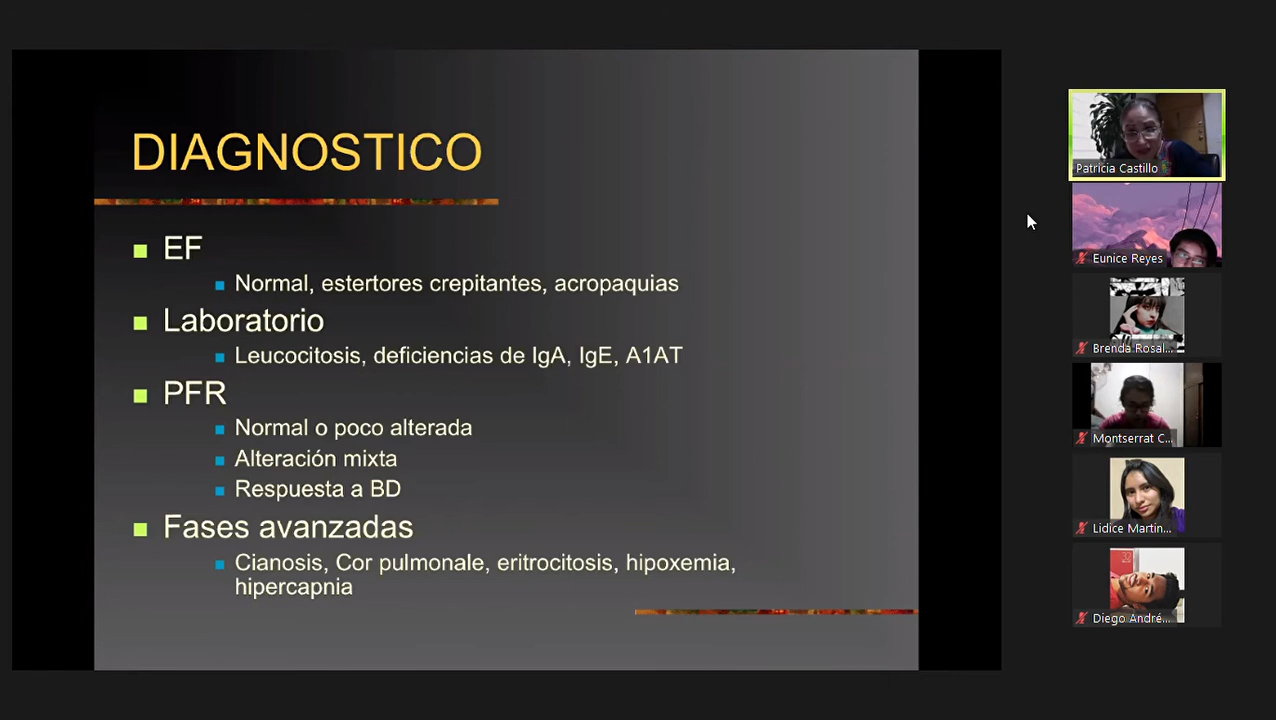 DIAGNOSTICO
EF
Normal, estertores crepitantes, acropaquias
Laboratorio
Leucocitosis, deficiencias de IgA, IgE, A1AT
PFR
Normal o poco alterada
Alteración mixta
Respuesta a BD
Fases avanzadas
Cianosis, Cor pulmonale, eritrocitosis, hipoxemia,
hipercapnia
Patricia Castillo
Eunice Reyes
Brenda Rosal...
Montserrat C...
Lidice Martin...
Diego André...